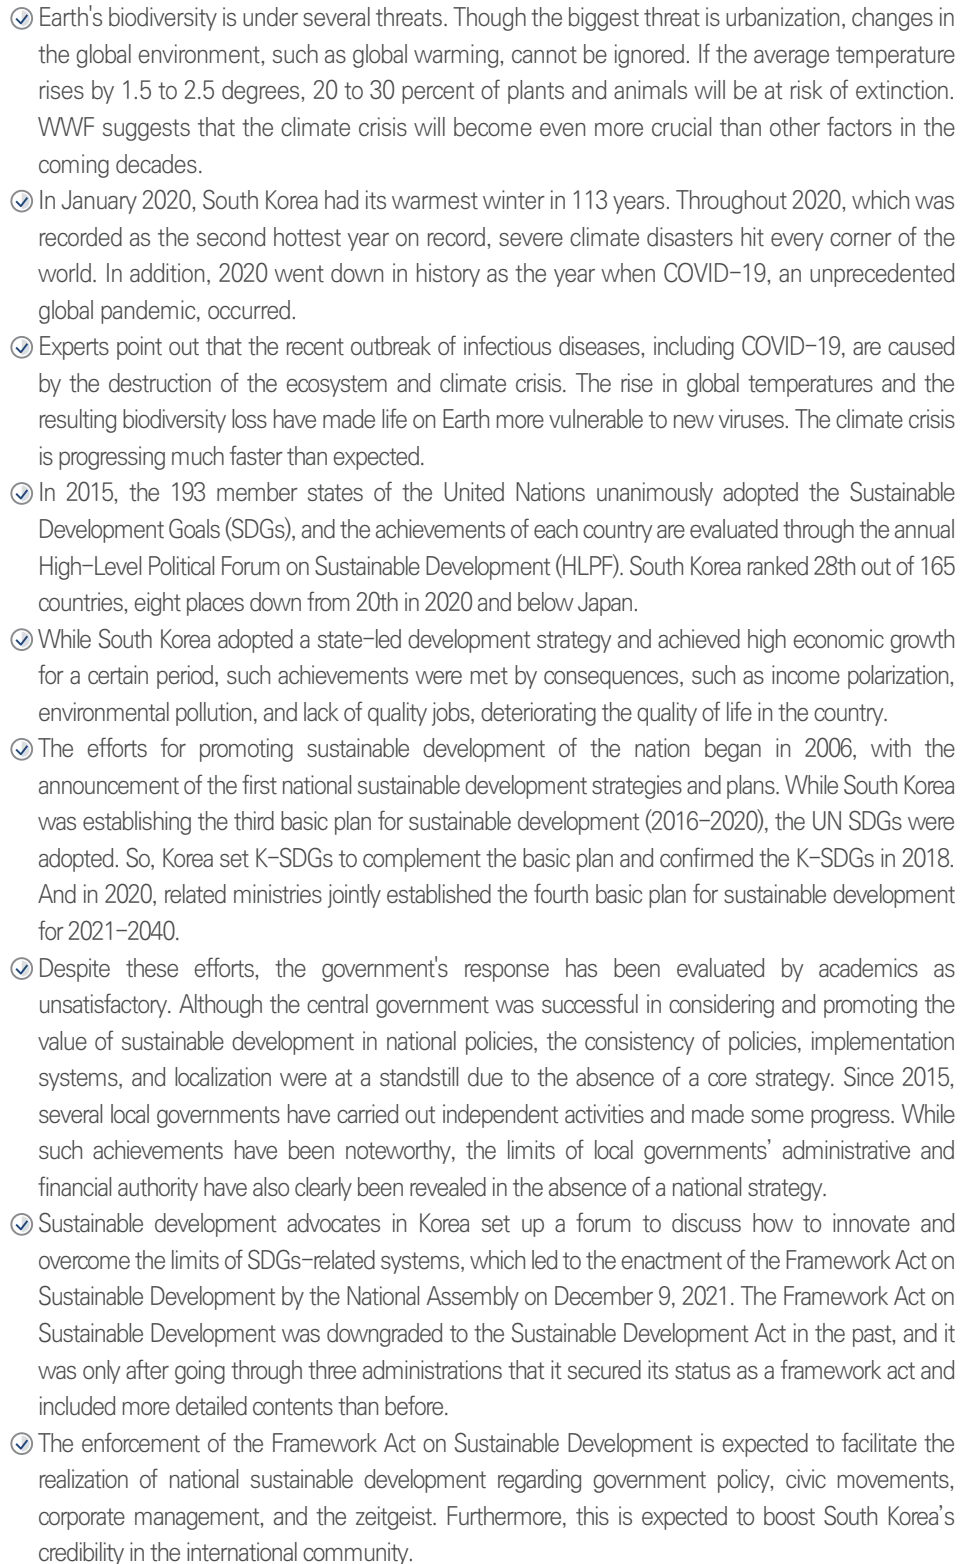 Earth's biodiversity is under several threats. Though the biggest threat is urbanization, changes in
the global environment, such as global warming, cannot be ignored. If the average temperature
rises by 1.5 to 2.5 degrees, 20 to 30 percent of plants and animals will be at risk of extinction.
WWF suggests that the climate crisis will become even more crucial than other factors in the
coming decades.
In January 2020, South Korea had its warmest winter in 113 years. Throughout 2020, which was
recorded as the second hottest year on record, severe climate disasters hit every corner of the
world. In addition, 2020 went down in history as the year when COVID-19, an unprecedented
global pandemic, occurred.
Experts point out that the recent outbreak of infectious diseases, including COVID-19, are caused
by the destruction of the ecosystem and climate crisis. The rise in global temperatures and the
resulting biodiversity loss have made life on Earth more vulnerable to new viruses. The climate crisis
is progressing much faster than expected.
In 2015, the 193 member states of the United Nations unanimously adopted the Sustainable
Development Goals (SDGs), and the achievements of each country are evaluated through the annual
High-Level Political Forum on Sustainable Development (HLPF). South Korea ranked 28th out of 165
countries, eight places down from 20th in 2020 and below Japan.
While South Korea adopted a state-led development strategy and achieved high economic growth
for a certain period, such achievements were met by consequences, such as income polarization,
environmental pollution, and lack of quality jobs, deteriorating the quality of life in the country.
The efforts for promoting sustainable development of the nation began in 2006, with the
announcement of the first national sustainable development strategies and plans. While South Korea
was establishing the third basic plan for sustainable development (2016-2020), the UN SDGs were
adopted. So, Korea set K-SDGs to complement the basic plan and confirmed the K-SDGs in 2018.
And in 2020, related ministries jointly established the fourth basic plan for sustainable development
for 2021-2040.
Despite these efforts, the government's response has been evaluated by academics as
unsatisfactory. Although the central government was successful in considering and promoting the
value of sustainable development in national policies, the consistency of policies, implementation
systems, and localization were at a standstill due to the absence of a core strategy. Since 2015,
several local governments have carried out independent activities and made some progress. While
such achievements have been noteworthy, the limits of local governments' administrative and
financial authority have also clearly been revealed in the absence of a national strategy.
Sustainable development advocates in Korea set up a forum to discuss how to innovate and
overcome the limits of SDGs-related systems, which led to the enactment of the Framework Act on
Sustainable Development by the National Assembly on December 9, 2021. The Framework Act on
Sustainable Development was downgraded to the Sustainable Development Act in the past, and it
was only after going through three administrations that it secured its status as a framework act and
included more detailed contents than before.
The enforcement of the Framework Act on Sustainable Development is expected to facilitate the
realization of national sustainable development regarding government policy, civic movements,
corporate management, and the zeitgeist. Furthermore, this is expected to boost South Korea's
credibility in the international community.